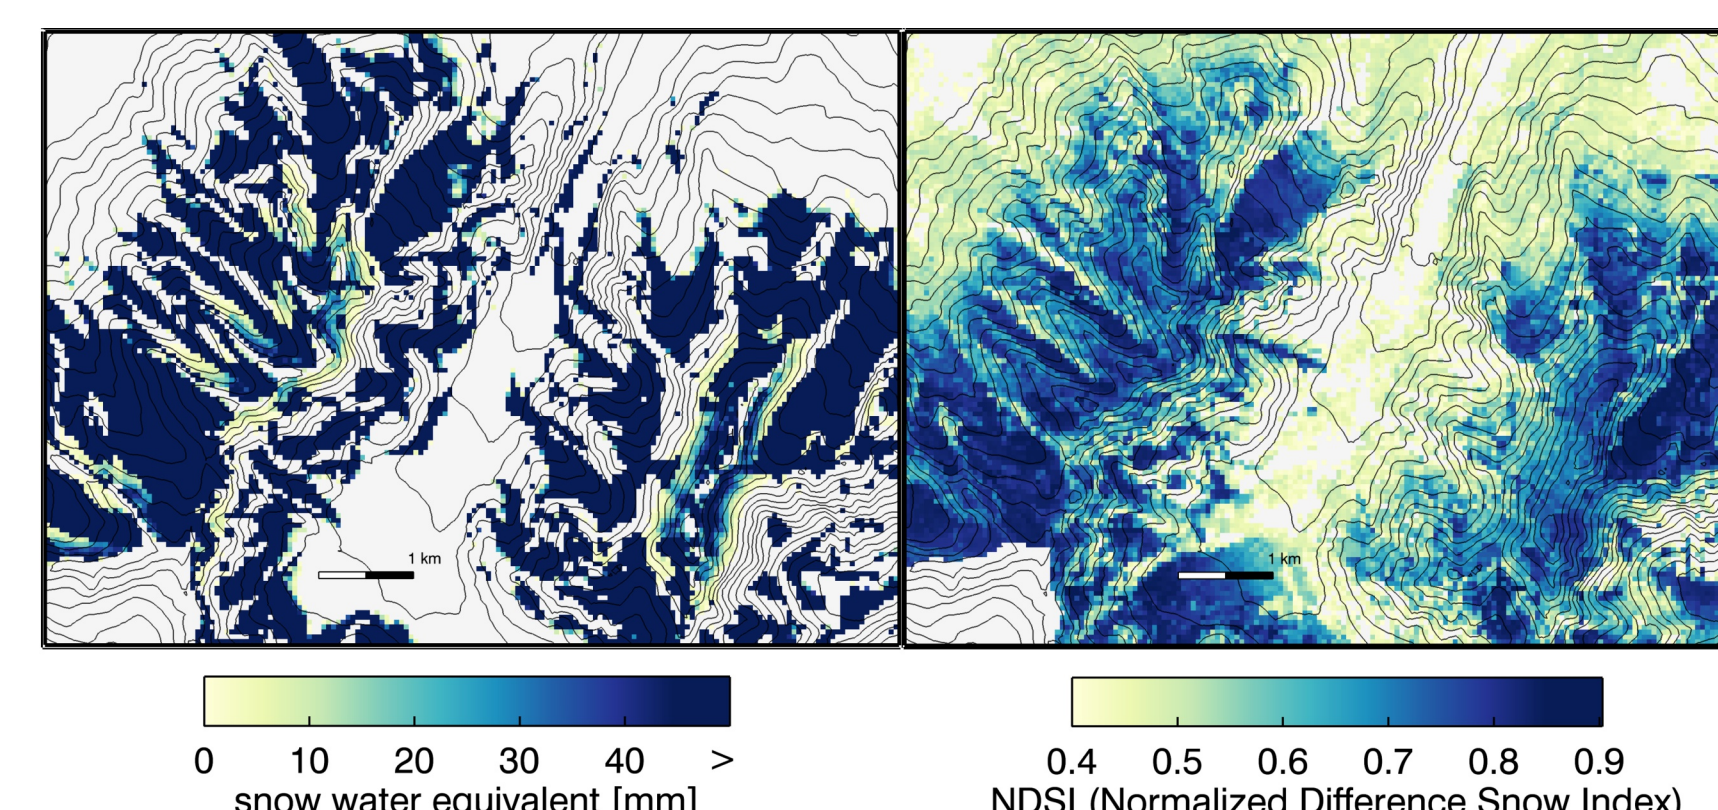 1 km
1 km
0 10 20 30 40 >
0.4 0.5 0.6 0.7 0.8 0.9
snow water equivalent [mm]
NDSI (Normalized Difference Snow Index)